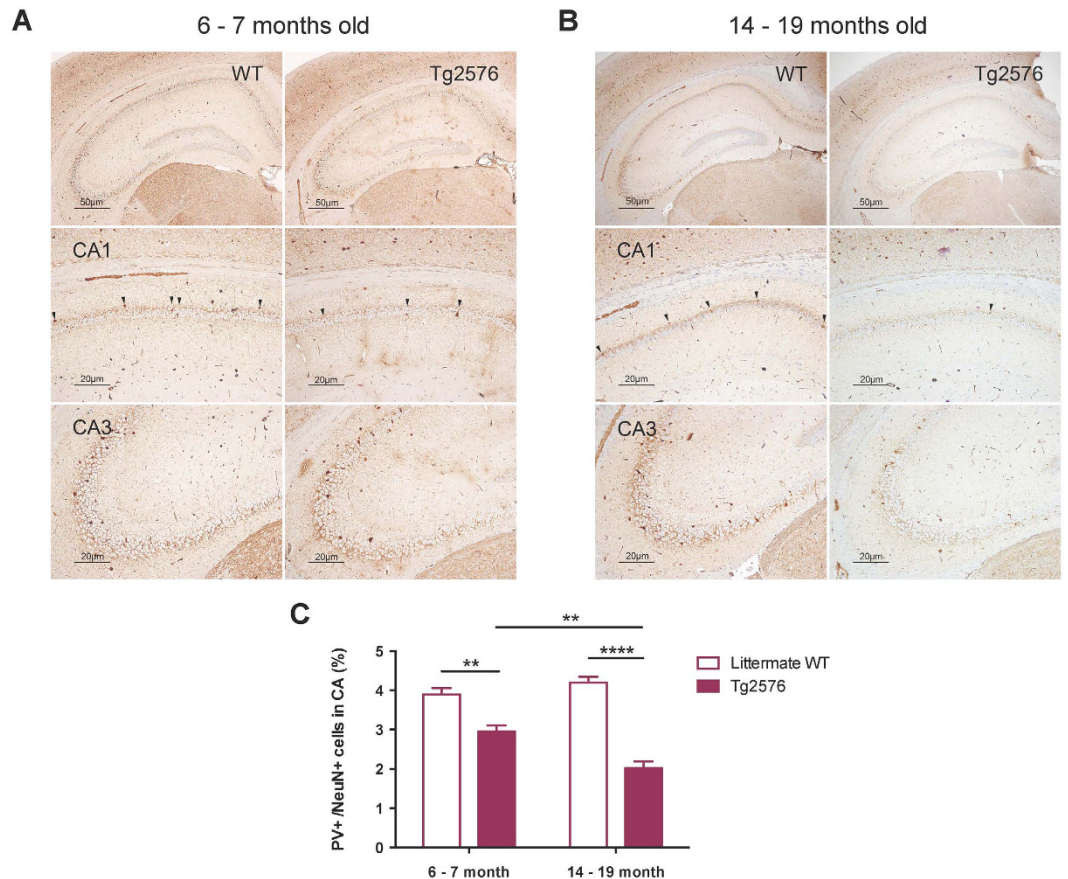 A
6 - 7 months old
B
14 - 19 months old
WT
Tg2576
WT
Tg2576
50µm
50µm
50µm
50µm
CA1
CA1
20µm
20µm
20µm
20µm
CA3
CA3
20µm
20µm
20µm
20µm
C
PV+ /NeuN+ cells in CA (%)
5
4
3
2
1
0
**
**
****
6 - 7 month
14 - 19 month
Littermate WT
Tg2576